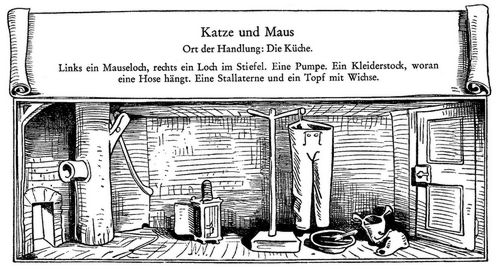 Katze und Maus
Ort der Handlung: Die Küche.
Links ein Mauseloch, rechts ein Loch im Stiefel. Eine Pumpe. Ein Kleiderstock, woran
eine Hose hängt. Eine Stallaterne und ein Topf mit Wichse.